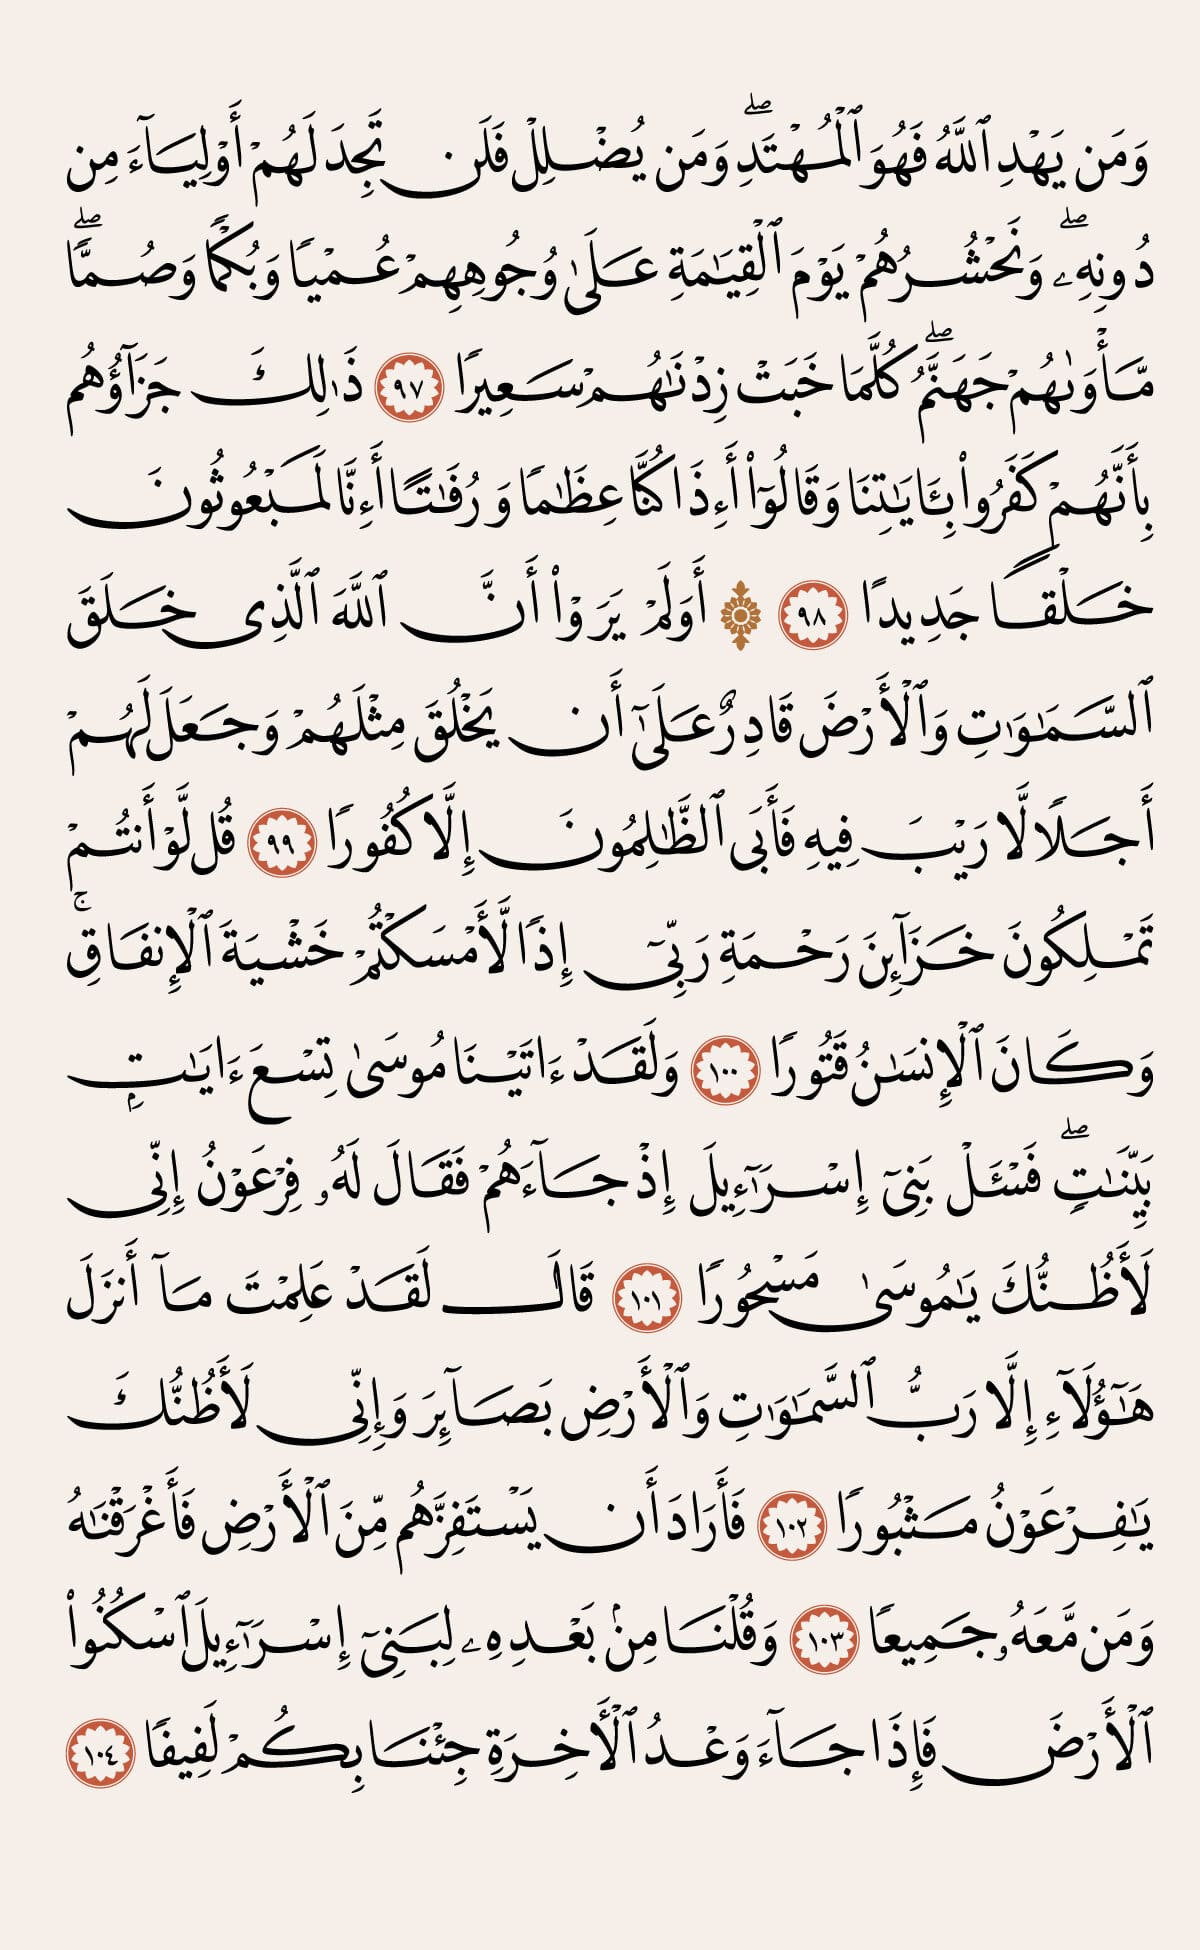 وَمَن يَهْدِ ٱللَّهُ فَهُوَ ٱلْمُهْتَدِ ۖ وَمَن يُضْلِلْ فَلَن تَجِدَ لَهُمْ أَوْلِيَآءَ مِن
دُونِهِۦ ۖ وَنَحْشُرُهُمْ يَوْمَ ٱلْقِيَـٰمَةِ عَلَىٰ وُجُوهِهِمْ عُمْيًا وَبُكْمًا وَصُمًّا ۖ
مَّأْوَىٰهُمْ جَهَنَّمُ ۖ كُلَّمَا خَبَتْ زِدْنَـٰهُمْ سَعِيرًا ٩٧ ذَٰلِكَ جَزَآؤُهُم
بِأَنَّهُمْ كَفَرُوا۟ بِـَٔايَـٰتِنَا وَقَالُوٓا۟ أَءِذَا كُنَّا عِظَـٰمًا وَرُفَـٰتًا أَءِنَّا لَمَبْعُوثُونَ
خَلْقًا جَدِيدًا ٩٨ ۞ أَوَلَمْ يَرَوْا۟ أَنَّ ٱللَّهَ ٱلَّذِى خَلَقَ
ٱلسَّمَـٰوَٰتِ وَٱلْأَرْضَ قَادِرٌ عَلَىٰٓ أَن يَخْلُقَ مِثْلَهُمْ وَجَعَلَ لَهُمْ
أَجَلًا لَّا رَيْبَ فِيهِ فَأَبَى ٱلظَّـٰلِمُونَ إِلَّا كُفُورًا ٩٩ قُل لَّوْ أَنتُمْ
تَمْلِكُونَ خَزَآئِنَ رَحْمَةِ رَبِّىٓ إِذًا لَّأَمْسَكْتُمْ خَشْيَةَ ٱلْإِنفَاقِ ۚ
وَكَانَ ٱلْإِنسَـٰنُ قَتُورًا ١٠٠ وَلَقَدْ ءَاتَيْنَا مُوسَىٰ تِسْعَ ءَايَـٰتٍۭ
بَيِّنَـٰتٍ ۖ فَسْـَٔلْ بَنِىٓ إِسْرَٰٓءِيلَ إِذْ جَآءَهُمْ فَقَالَ لَهُۥ فِرْعَوْنُ إِنِّى
لَأَظُنُّكَ يَـٰمُوسَىٰ مَسْحُورًا ١٠١ قَالَ لَقَدْ عَلِمْتَ مَآ أَنزَلَ
هَـٰٓؤُلَآءِ إِلَّا رَبُّ ٱلسَّمَـٰوَٰتِ وَٱلْأَرْضِ بَصَآئِرَ وَإِنِّى لَأَظُنُّكَ
يَـٰفِرْعَوْنُ مَثْبُورًا ١٠٢ فَأَرَادَ أَن يَسْتَفِزَّهُم مِّنَ ٱلْأَرْضِ فَأَغْرَقْنَـٰهُ
وَمَن مَّعَهُۥ جَمِيعًا ١٠٣ وَقُلْنَا مِنۢ بَعْدِهِۦ لِبَنِىٓ إِسْرَٰٓءِيلَ ٱسْكُنُوا۟
ٱلْأَرْضَ فَإِذَا جَآءَ وَعْدُ ٱلْـَٔاخِرَةِ جِئْنَا بِكُمْ لَفِيفًا ١٠٤